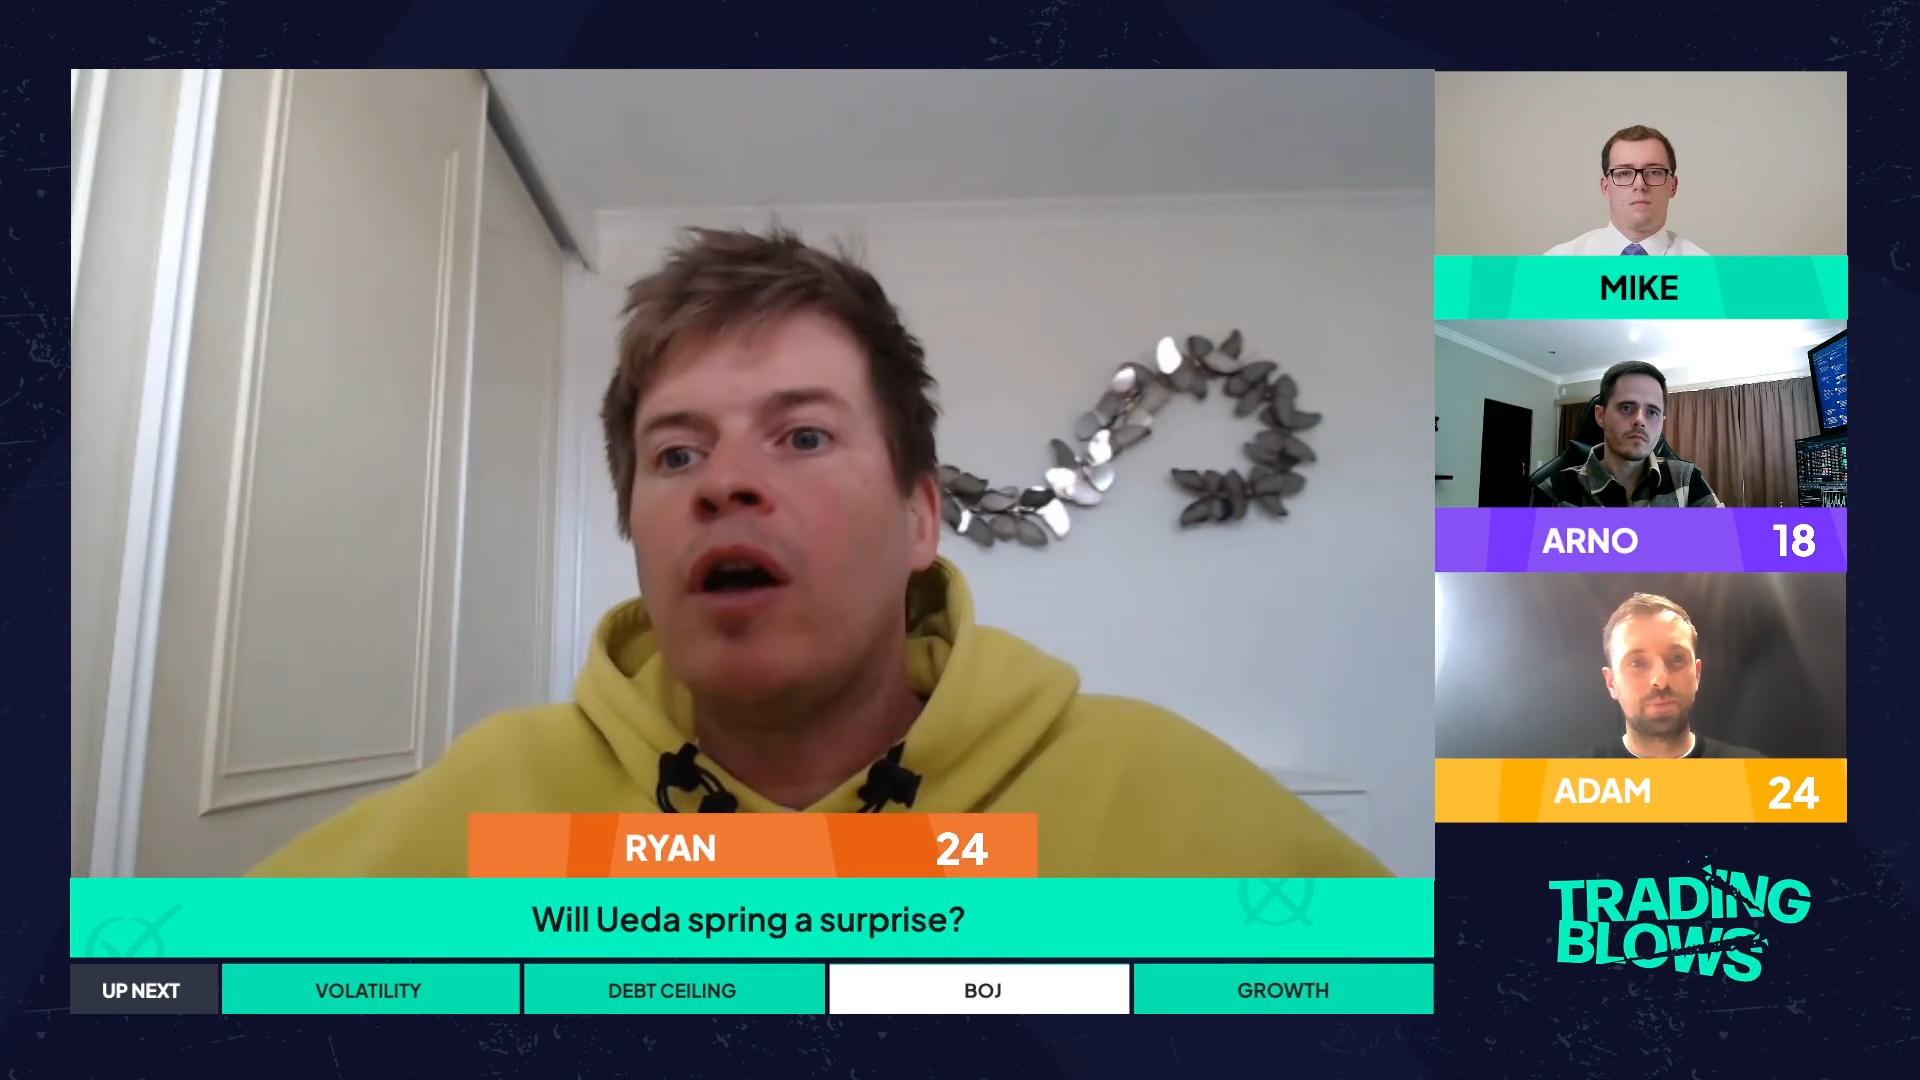 MIKE
ARNO 18
ADAM 24
RYAN 24
Will Ueda spring a surprise?
UP NEXT VOLATILITY DEBT CEILING BOJ GROWTH
TRADING
BLOWS